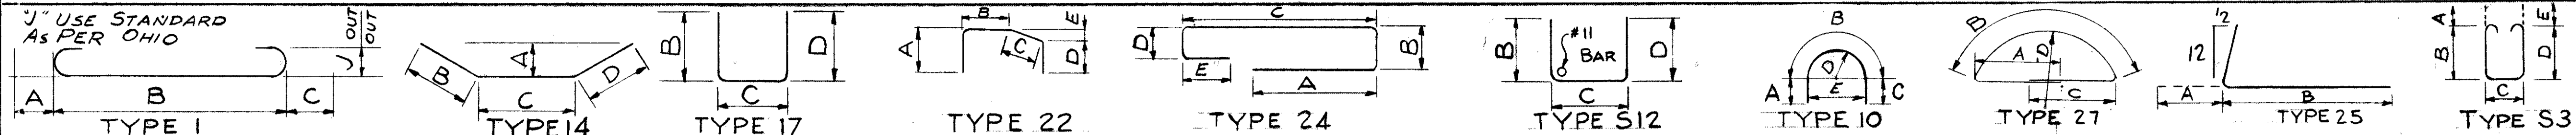 "J" USE STANDARD
AS PER OHIO
J OUT OUT
A B C
TYPE 1
B A C D
TYPE 14
B D C
TYPE 17
A B E C D
TYPE 22
C D B E A
TYPE 24
B #11 BAR D C
TYPE S12
B D A E C
TYPE 10
B A D C
TYPE 27
1/2
12
A B
TYPE 25
A E B D C
TYPE S3